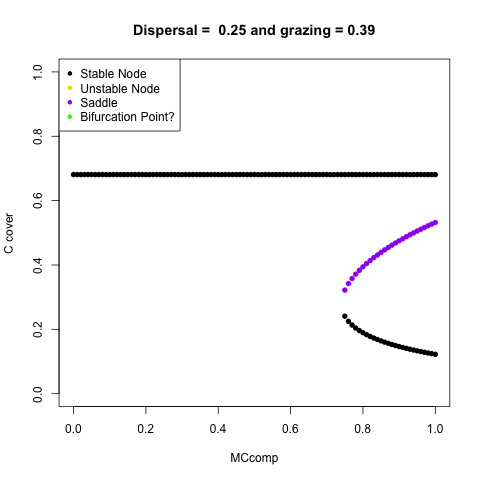 Dispersal =  0.25 and grazing = 0.39
Stable Node
Unstable Node
Saddle
Bifurcation Point?
C cover
1.0
0.8
0.6
0.4
0.2
0.0
0.0 0.2 0.4 0.6 0.8 1.0
MCcomp